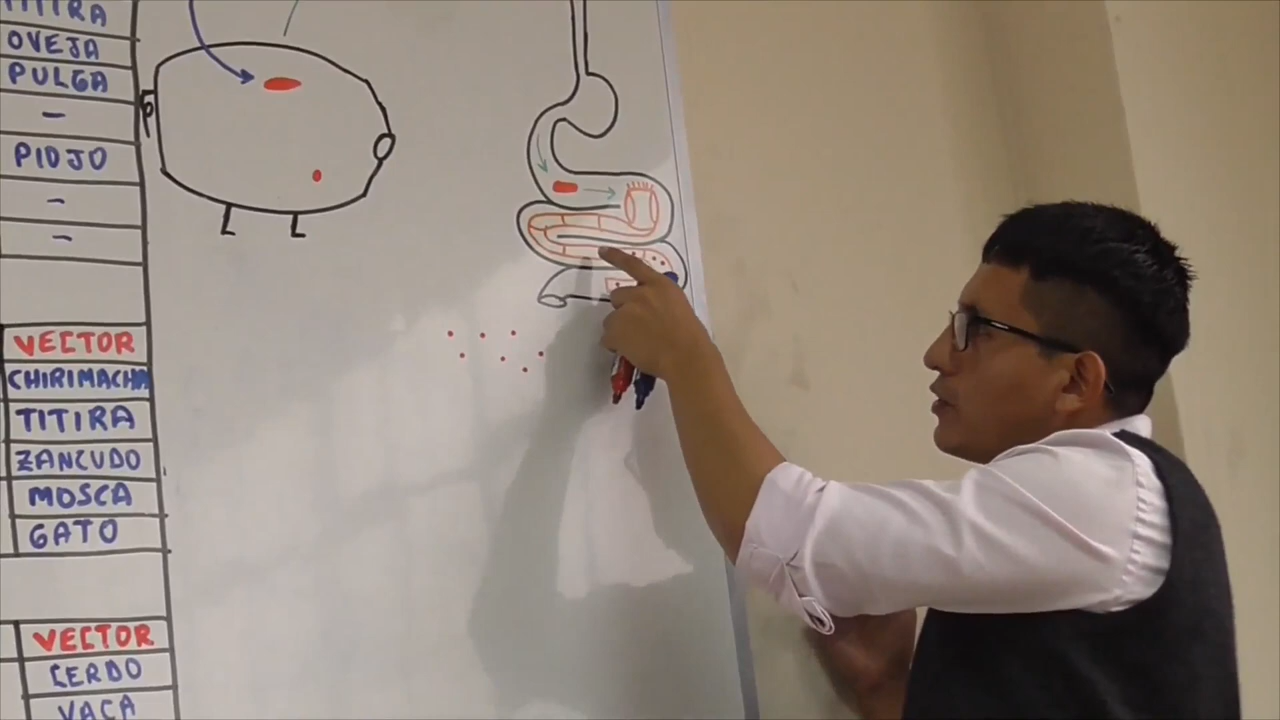 TITIRA
OVEJA
PULGA
-
PIOJO
-
-
VECTOR
CHIRIMACHA
TITIRA
ZANCUDO
MOSCA
GATO
VECTOR
CERDO
VACA